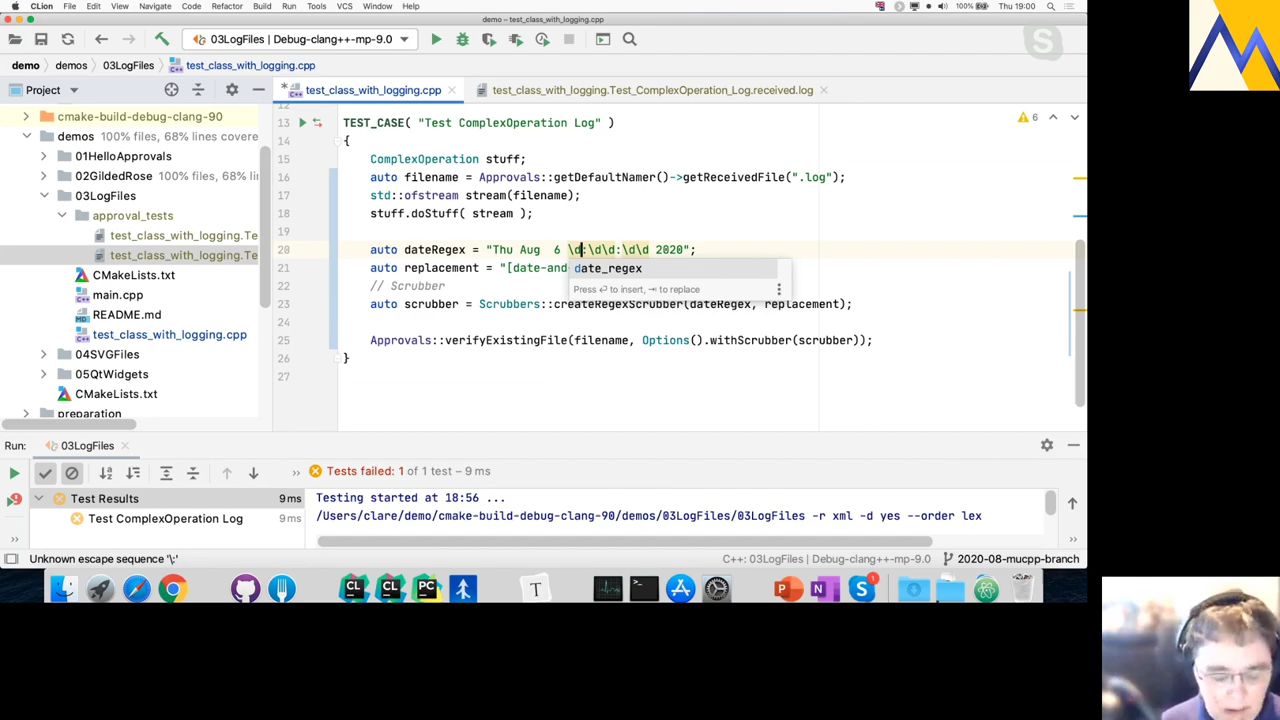 CLion File Edit View Navigate Code Refactor Build Run Tools VCS Window Help 100% Thu 19:00
demo – test_class_with_logging.cpp
03LogFiles | Debug-clang++-mp-9.0
demo demos 03LogFiles test_class_with_logging.cpp
Project
test_class_with_logging.cpp test_class_with_logging.Test_ComplexOperation_Log.received.log
cmake-build-debug-clang-90
demos 100% files, 68% lines covere
01HelloApprovals
02GildedRose 100% files, 68% li
03LogFiles
approval_tests
test_class_with_logging.Te
test_class_with_logging.Te
CMakeLists.txt
main.cpp
README.md
test_class_with_logging.cpp
04SVGFiles
05QtWidgets
CMakeLists.txt
preparation
12
13 TEST_CASE( "Test ComplexOperation Log" ) 6
14 {
15 ComplexOperation stuff;
16 auto filename = Approvals::getDefaultNamer()->getReceivedFile(".log");
17 std::ofstream stream(filename);
18 stuff.doStuff( stream );
19
20 auto dateRegex = "Thu Aug  6 \d:\d\d:\d\d 2020";
21 auto replacement = "[date-and-
22 // Scrubber
23 auto scrubber = Scrubbers::createRegexScrubber(dateRegex, replacement);
24
25 Approvals::verifyExistingFile(filename, Options().withScrubber(scrubber));
26 }
27
date_regex
Press ⏎ to insert, ⇥ to replace
Run: 03LogFiles
Tests failed: 1 of 1 test – 9 ms
Test Results 9 ms
Test ComplexOperation Log 9 ms
Testing started at 18:56 ...
/Users/clare/demo/cmake-build-debug-clang-90/demos/03LogFiles/03LogFiles -r xml -d yes --order lex
Unknown escape sequence '\:' C++: 03LogFiles | Debug-clang++-mp-9.0 2020-08-mucpp-branch